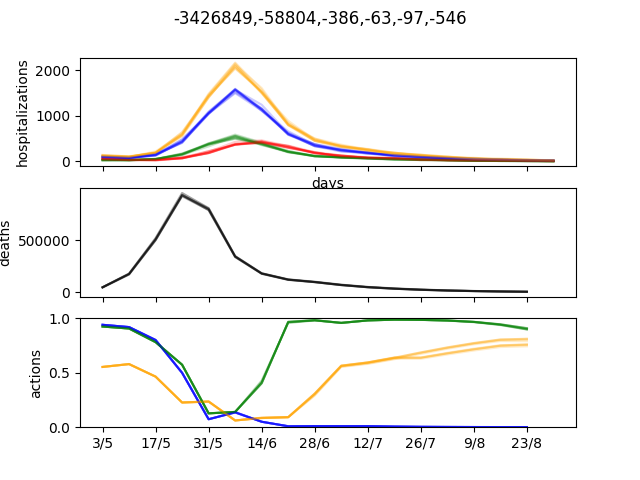 -3426849,-58804,-386,-63,-97,-546
hospitalizations
2000
1000
0
days
deaths
500000
0
actions
1.0
0.5
0.0
3/5 17/5 31/5 14/6 28/6 12/7 26/7 9/8 23/8